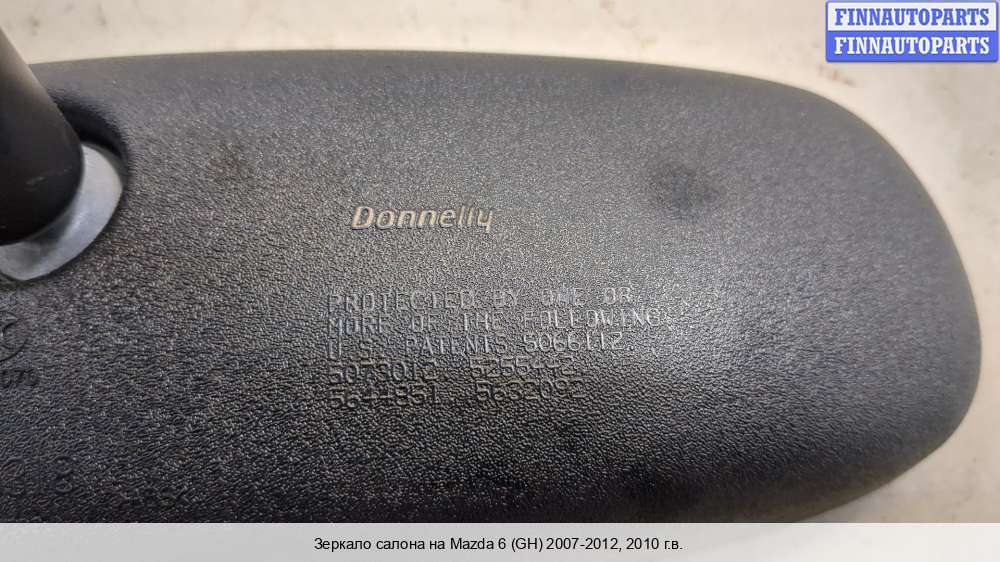 FINNAUTOPARTS
FINNAUTOPARTS
Donnelly
PROTECTED BY ONE OR
MORE OF THE FOLLOWING
U.S. PATENTS 5066112
5073012 5255442
5644851 5632092
Зеркало салона на Mazda 6 (GH) 2007-2012, 2010 г.в.